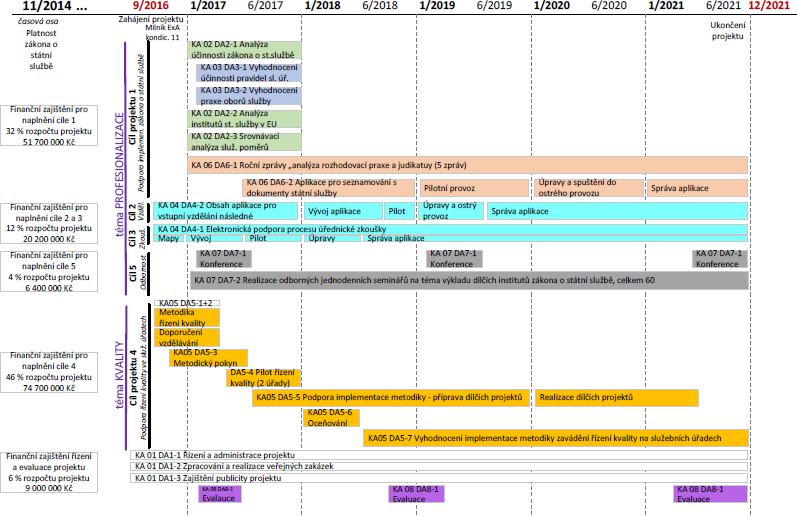 11/2014 ...
9/2016
1/2017
6/2017
1/2018
6/2018
1/2019
6/2019
1/2020
6/2020
1/2021
6/2021
12/2021
časová osa
Platnost
zákona o
státní
službě
Zahájení projektu
Milník ExA
kondic. 11
Ukončení
projektu
Finanční zajištění pro
naplnění cíle 1
32 % rozpočtu projektu
51 700 000 Kč
téma PROFESIONALIZACE
Cíl projektu 1
Podpora implemen. zákona o státní službě
KA 02 DA2-1 Analýza
účinnosti zákona o st.službě
KA 03 DA3-1 Vyhodnocení
účinnosti pravidel sl. úř.
KA 03 DA3-2 Vyhodnocení
praxe oborů služby
KA 02 DA2-2 Analýza
institutů st. služby v EU
KA 02 DA2-3 Srovnávací
analýza služ. poměrů
KA 06 DA6-1 Roční zprávy „analýza rozhodovací praxe a judikatuy (5 zpráv)
KA 06 DA6-2 Aplikace pro seznamování s
dokumenty státní služby
Pilotní provoz
Úpravy a spuštění do
ostrého provozu
Správa aplikace
Finanční zajištění pro
naplnění cíle 2 a 3
12 % rozpočtu projektu
20 200 000 Kč
Cíl 2
Vzděl.
KA 04 DA4-2 Obsah aplikace pro
vstupní vzdělání následné
Vývoj aplikace
Pilot
Úpravy a ostrý
provoz
Správa aplikace
Cíl 3
Zkouš.
KA 04 DA4-1 Elektronická podpora procesu úřednické zkoušky
Mapy
Vývoj
Pilot
Úpravy
Správa aplikace
Finanční zajištění pro
naplnění cíle 5
4 % rozpočtu projektu
6 400 000 Kč
Cíl 5
Odbornost
KA 07 DA7-1
Konference
KA 07 DA7-1
Konference
KA 07 DA7-1
Konference
KA 07 DA7-2 Realizace odborných jednodenních seminářů na téma výkladu dílčích institutů zákona o státní službě, celkem 60
Finanční zajištění pro
naplnění cíle 4
46 % rozpočtu projektu
74 700 000 Kč
téma KVALITY
Cíl projektu 4
Podpora řízení kvality ve služ. úřadech
KA05 DA5-1+2
Metodika
řízení kvality
Doporučení
vzdělávání
KA05 DA5-3
Metodický pokyn
DA5-4 Pilot řízení
kvality (2 úřady)
KA05 DA5-5 Podpora implementace metodiky - příprava dílčích projektů
Realizace dílčích projektů
KA05 DA5-6
Oceňování
KA05 DA5-7 Vyhodnocení implementace metodiky zavádění řízení kvality na služebních úřadech
Finanční zajištění řízení
a evaluace projektu
6 % rozpočtu projektu
9 000 000 Kč
KA 01 DA1-1 Řízení a administrace projektu
KA 01 DA1-2 Zpracování a realizace veřejných zakázek
KA 01 DA1-3 Zajištění publicity projektu
KA 08 DA8-1
Evalauce
KA 08 DA8-1
Evaluace
KA 08 DA8-1
Evaluace